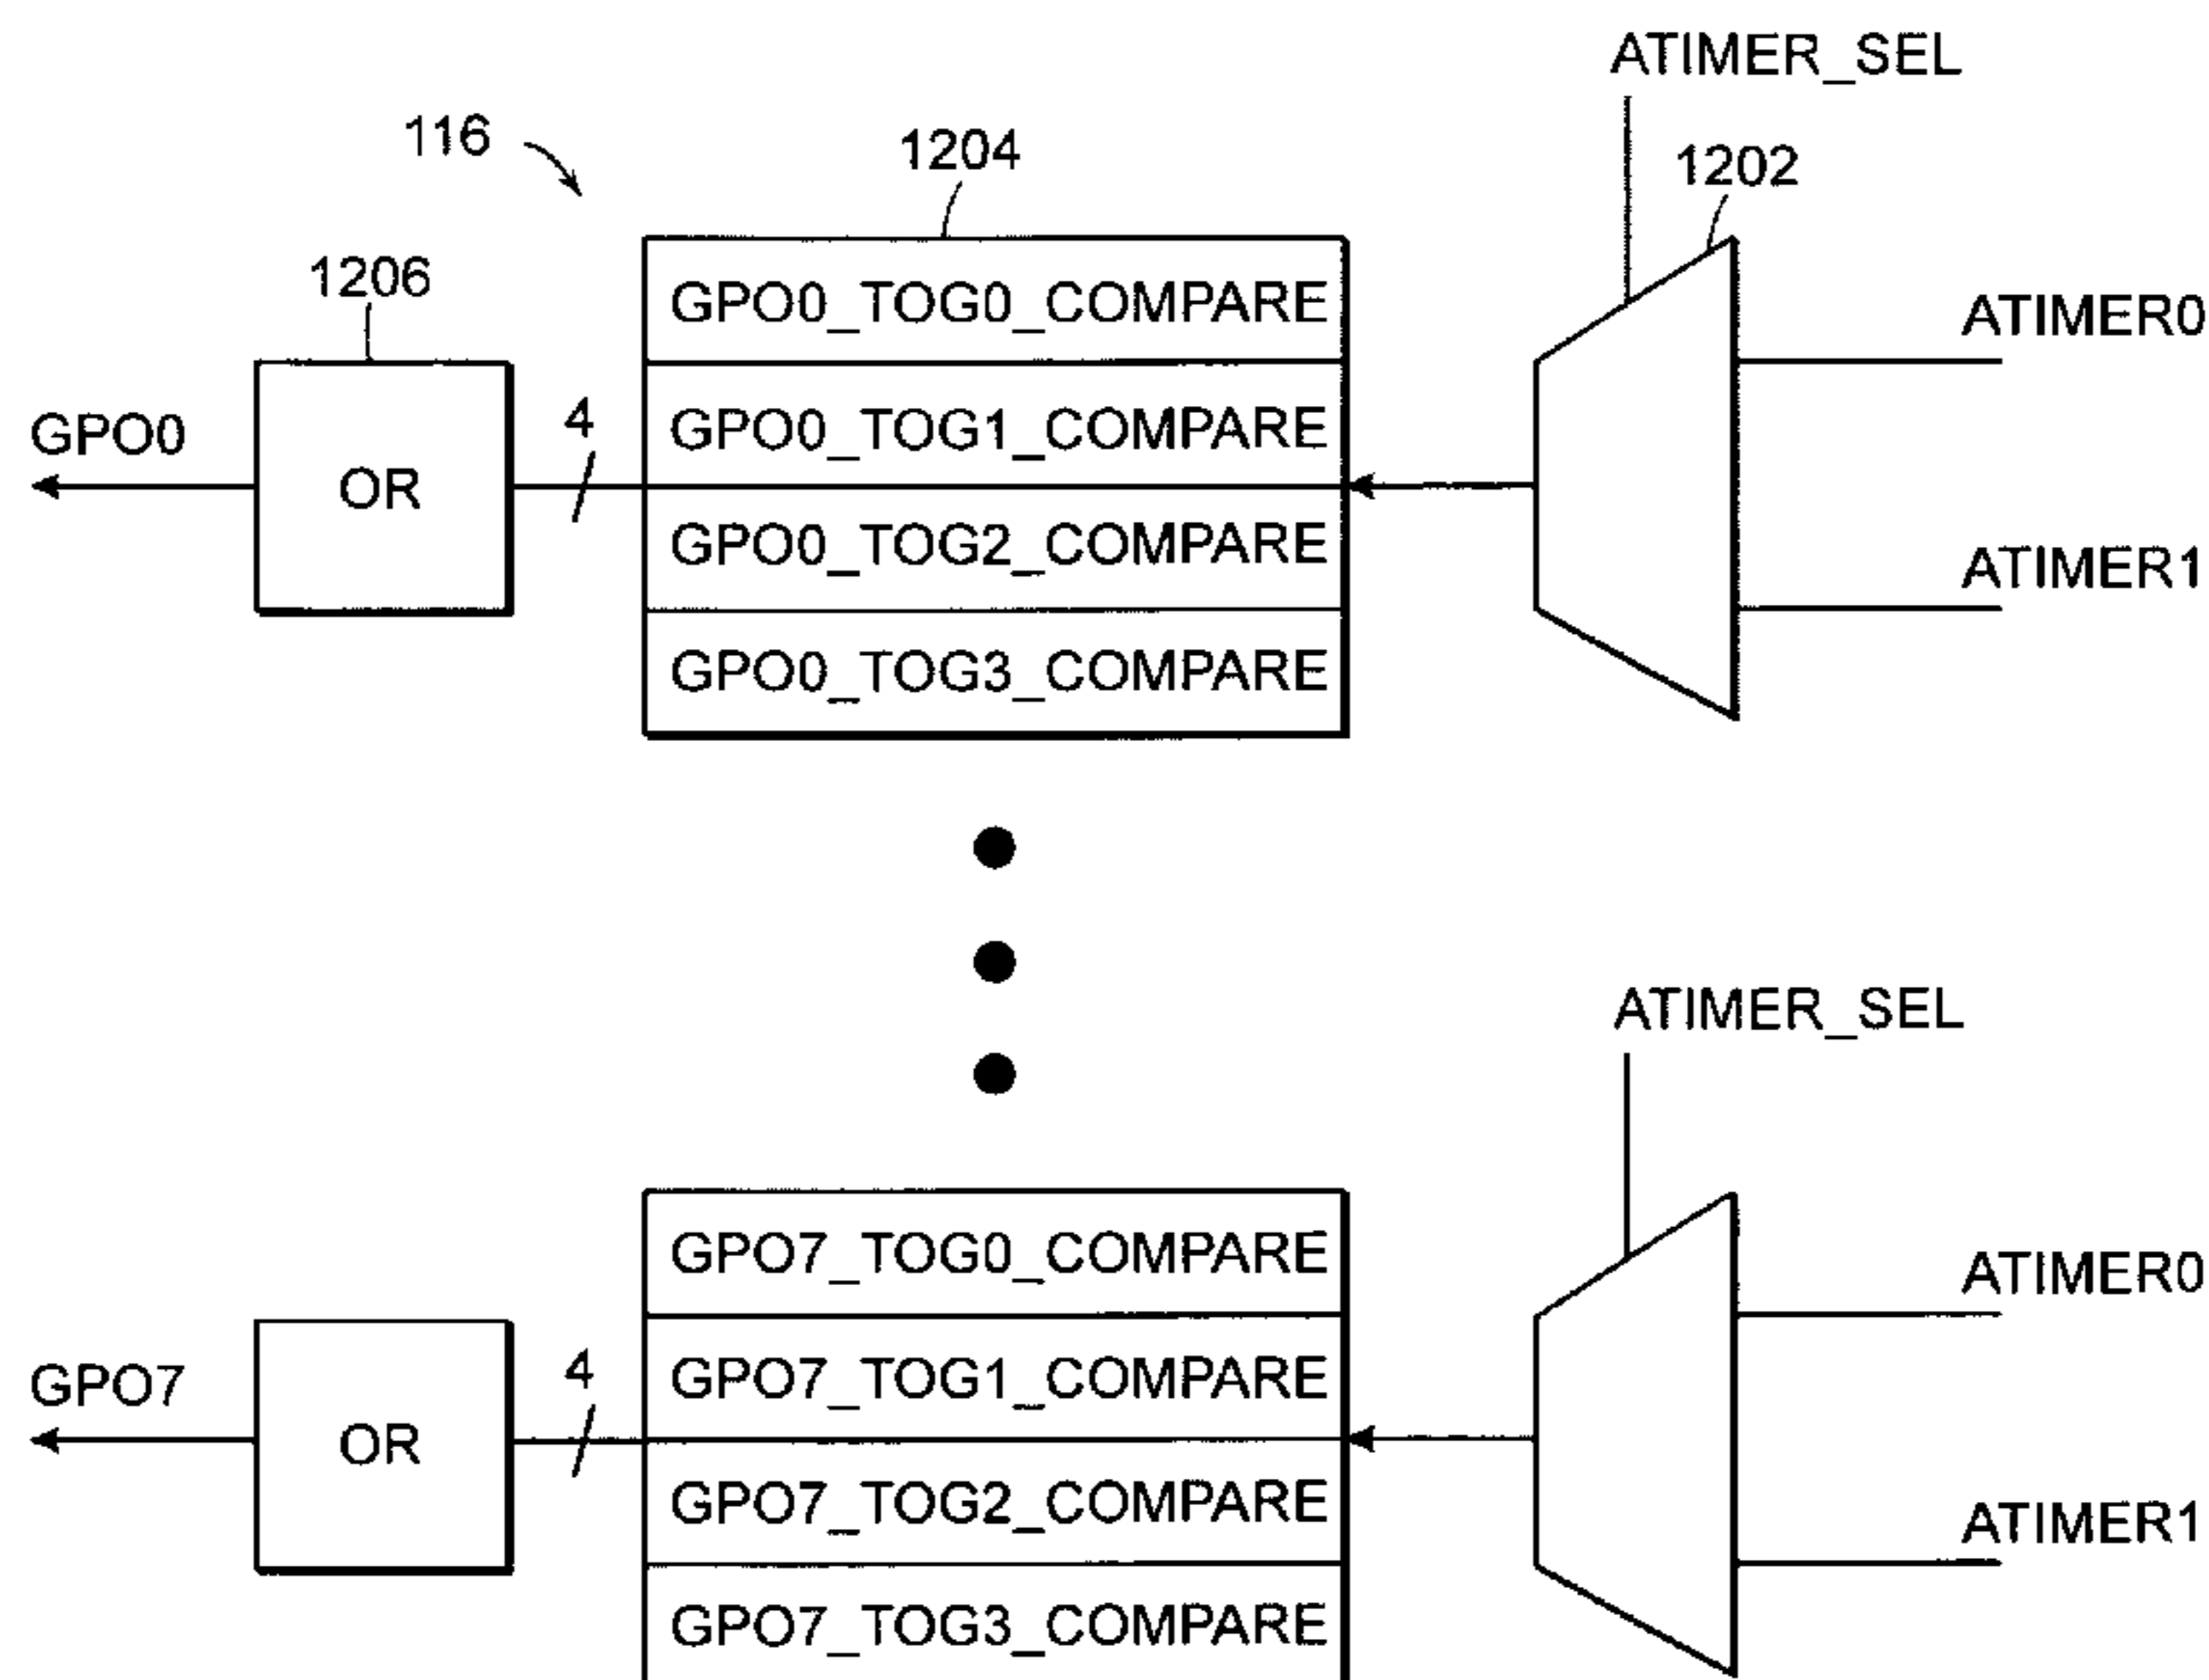 ATIMER_SEL
116
1204
1202
1206
GPO0_TOG0_COMPARE
ATIMER0
GPO0
4
GPO0_TOG1_COMPARE
OR
GPO0_TOG2_COMPARE
ATIMER1
GPO0_TOG3_COMPARE
ATIMER_SEL
GPO7_TOG0_COMPARE
ATIMER0
GPO7
4
GPO7_TOG1_COMPARE
OR
GPO7_TOG2_COMPARE
ATIMER1
GPO7_TOG3_COMPARE